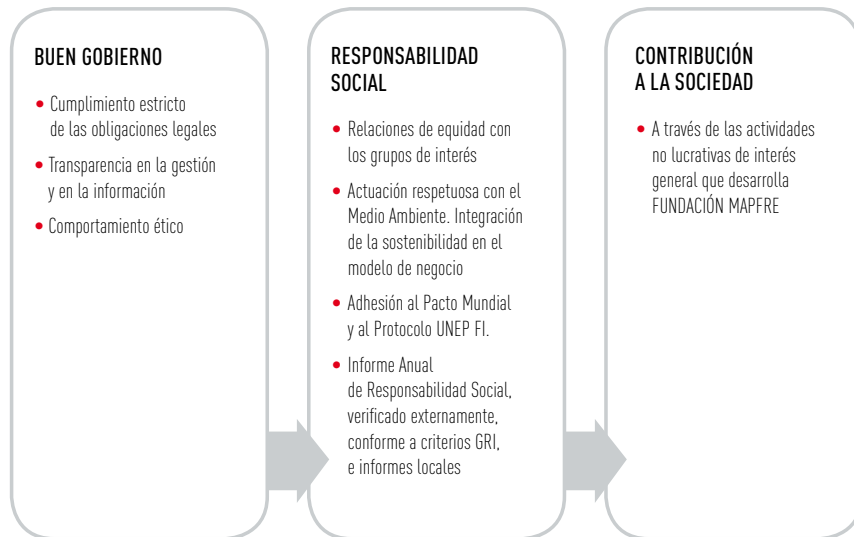 BUEN GOBIERNO
• Cumplimiento estricto
de las obligaciones legales
• Transparencia en la gestión
y en la información
• Comportamiento ético
RESPONSABILIDAD
SOCIAL
• Relaciones de equidad con
los grupos de interés
• Actuación respetuosa con el
Medio Ambiente. Integración
de la sostenibilidad en el
modelo de negocio
• Adhesión al Pacto Mundial
y al Protocolo UNEP FI.
• Informe Anual
de Responsabilidad Social,
verificado externamente,
conforme a criterios GRI,
e informes locales
CONTRIBUCIÓN
A LA SOCIEDAD
• A través de las actividades
no lucrativas de interés
general que desarrolla
FUNDACIÓN MAPFRE